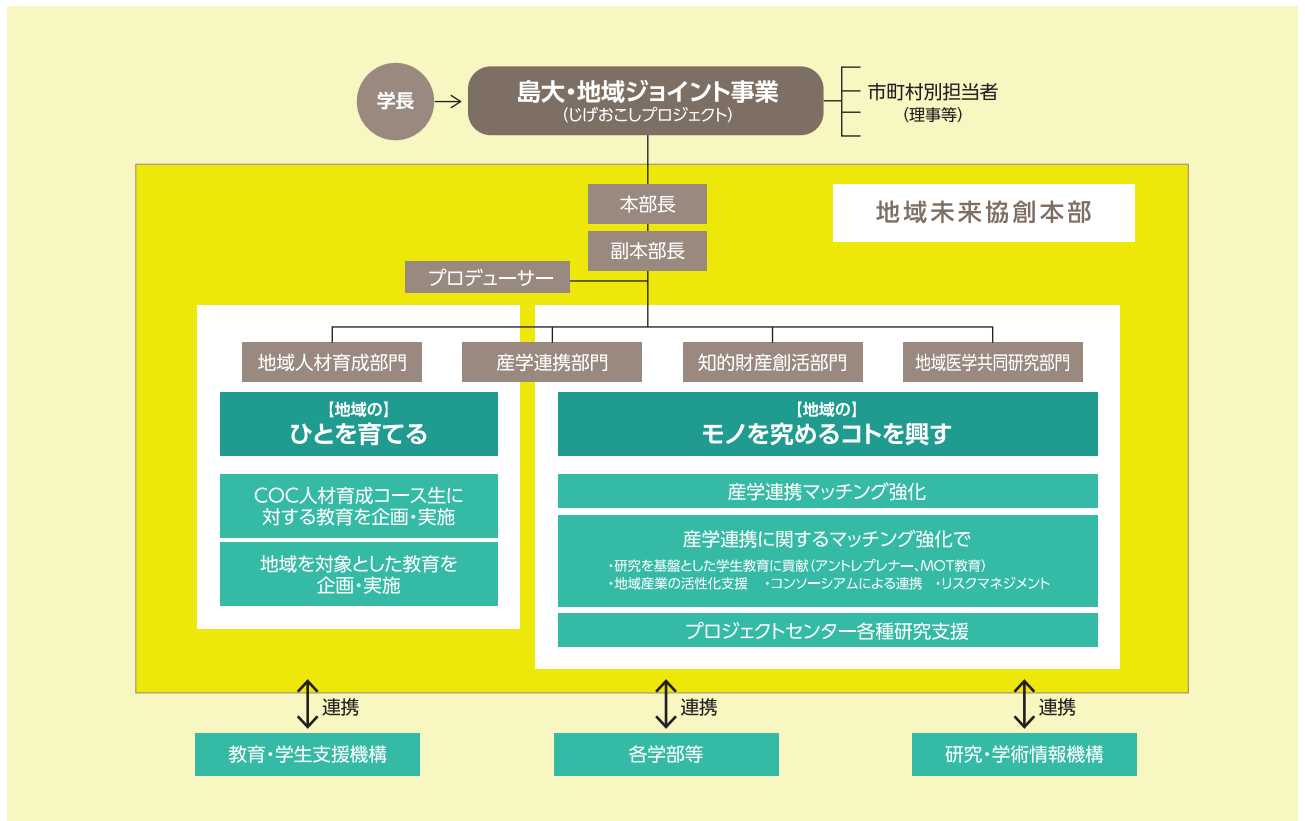 学長
島大・地域ジョイント事業
(じげおこしプロジェクト)
市町村別担当者
(理事等)
本部長
地域未来協創本部
副本部長
プロデューサー
地域人材育成部門
産学連携部門
知的財産創活部門
地域医学共同研究部門
【地域の】
ひとを育てる
COC人材育成コース生に
対する教育を企画・実施
地域を対象とした教育を
企画・実施
【地域の】
モノを究めるコトを興す
産学連携マッチング強化
産学連携に関するマッチング強化で
・研究を基盤とした学生教育に貢献(アントレプレナー、MOT教育)
・地域産業の活性化支援 ・コンソーシアムによる連携 ・リスクマネジメント
プロジェクトセンター各種研究支援
連携
連携
連携
教育・学生支援機構
各学部等
研究・学術情報機構